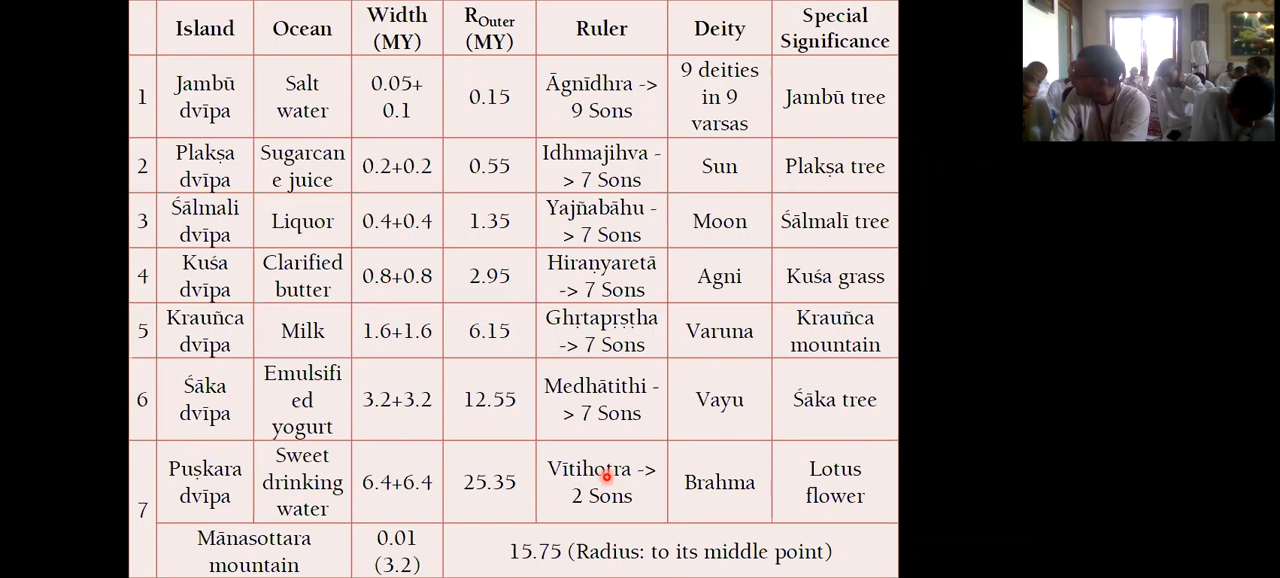 Island Ocean Width (MY) R_Outer (MY) Ruler Deity Special Significance
1 Jambū dvīpa Salt water 0.05+ 0.1 0.15 Āgnīdhra -> 9 Sons 9 deities in 9 varsas Jambū tree
2 Plakṣa dvīpa Sugarcane juice 0.2+0.2 0.55 Idhmajihva -> 7 Sons Sun Plakṣa tree
3 Śālmali dvīpa Liquor 0.4+0.4 1.35 Yajñabāhu -> 7 Sons Moon Śālmalī tree
4 Kuśa dvīpa Clarified butter 0.8+0.8 2.95 Hiraṇyaretā -> 7 Sons Agni Kuśa grass
5 Krauñca dvīpa Milk 1.6+1.6 6.15 Ghṛtapṛṣṭha -> 7 Sons Varuna Krauñca mountain
6 Śāka dvīpa Emulsified yogurt 3.2+3.2 12.55 Medhātithi -> 7 Sons Vayu Śāka tree
7 Puṣkara dvīpa Sweet drinking water 6.4+6.4 25.35 Vītihotra -> 2 Sons Brahma Lotus flower
Mānasottara mountain 0.01 (3.2) 15.75 (Radius: to its middle point)